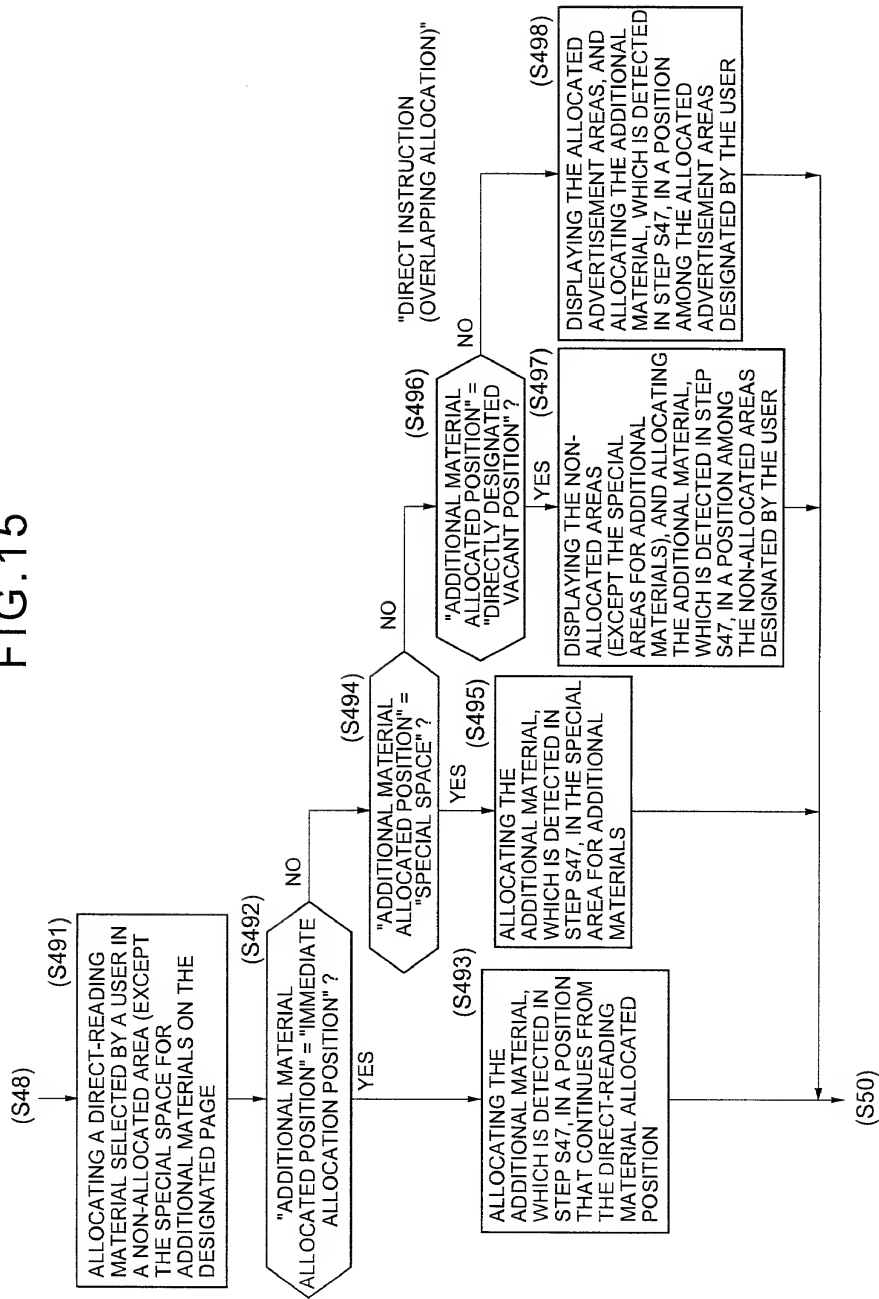 FIG.15
(S48)
(S491)
ALLOCATING A DIRECT-READING
MATERIAL SELECTED BY A USER IN
A NON-ALLOCATED AREA (EXCEPT
THE SPECIAL SPACE FOR
ADDITIONAL MATERIALS ON THE
DESIGNATED PAGE
(S492)
"ADDITIONAL MATERIAL
ALLOCATED POSITION" = "IMMEDIATE
ALLOCATION POSITION" ?
NO
YES
(S493)
ALLOCATING THE
ADDITIONAL MATERIAL,
WHICH IS DETECTED IN
STEP S47, IN A POSITION
THAT CONTINUES FROM
THE DIRECT-READING
MATERIAL ALLOCATED
POSITION
(S494)
"ADDITIONAL MATERIAL
ALLOCATED POSITION" =
"SPECIAL SPACE" ?
NO
YES
(S495)
ALLOCATING THE
ADDITIONAL MATERIAL,
WHICH IS DETECTED IN
STEP S47, IN THE SPECIAL
AREA FOR ADDITIONAL
MATERIALS
(S496)
"ADDITIONAL MATERIAL
ALLOCATED POSITION" =
"DIRECTLY DESIGNATED
VACANT POSITION" ?
NO
"DIRECT INSTRUCTION
(OVERLAPPING ALLOCATION)"
YES
(S497)
DISPLAYING THE NON-
ALLOCATED AREAS
(EXCEPT THE SPECIAL
AREAS FOR ADDITIONAL
MATERIALS), AND ALLOCATING
THE ADDITIONAL MATERIAL,
WHICH IS DETECTED IN STEP
S47, IN A POSITION AMONG
THE NON-ALLOCATED AREAS
DESIGNATED BY THE USER
(S498)
DISPLAYING THE ALLOCATED
ADVERTISEMENT AREAS, AND
ALLOCATING THE ADDITIONAL
MATERIAL, WHICH IS DETECTED
IN STEP S47, IN A POSITION
AMONG THE ALLOCATED
ADVERTISEMENT AREAS
DESIGNATED BY THE USER
(S50)